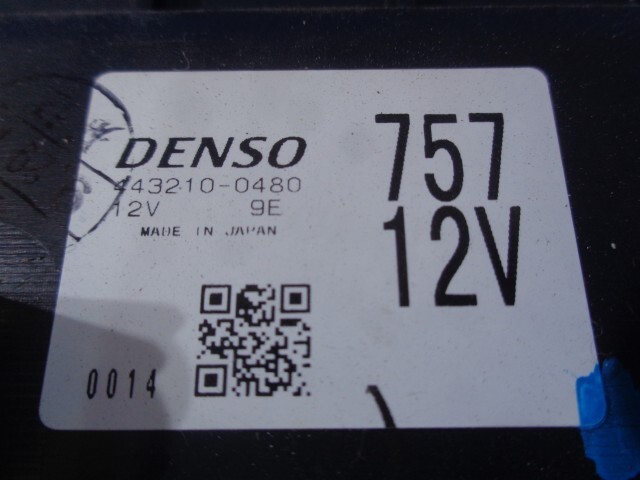 DENSO
443210-0480
12V 9E
MADE IN JAPAN
757
12V
0014